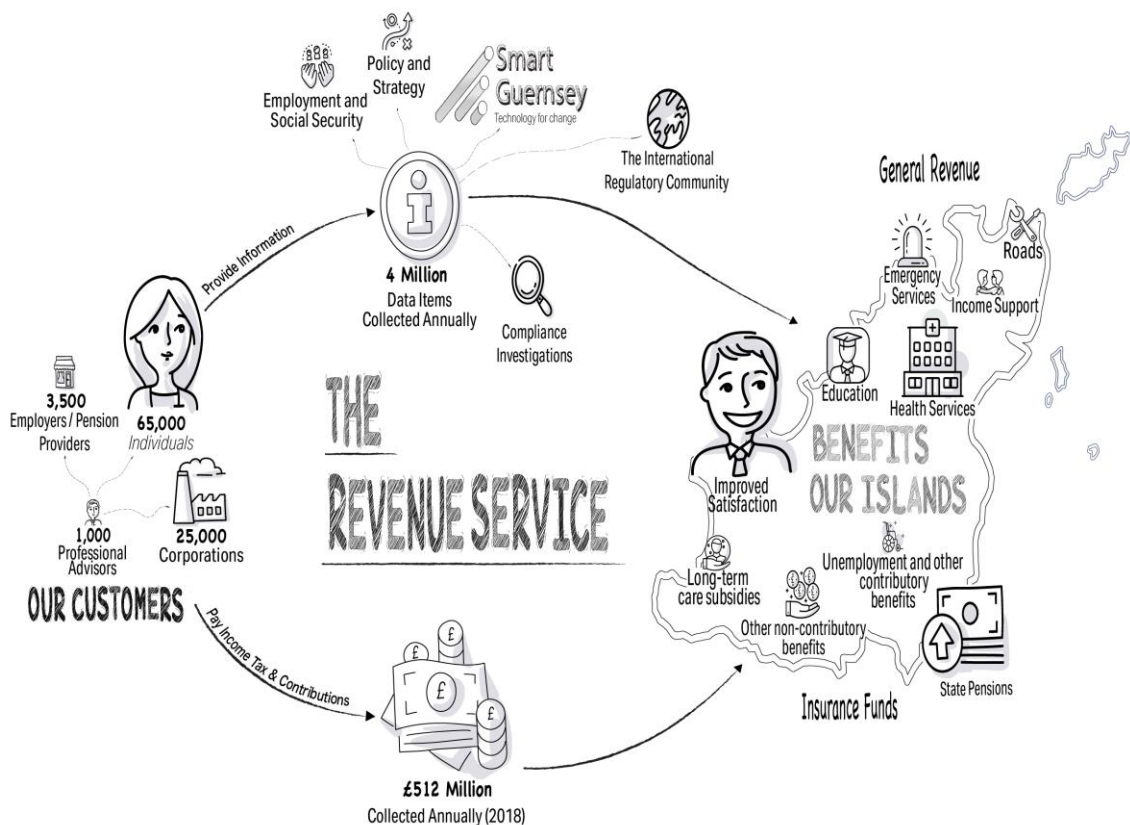 Policy and
Strategy
Smart
Guernsey
Technology for change
Employment and
Social Security
The International
Regulatory Community
General Revenue
Roads
Emergency
Services
Income Support
Provide Information
4 Million
Data Items
Collected Annually
Compliance
Investigations
3,500
Employers / Pension
Providers
65,000
Individuals
1,000
Professional
Advisors
25,000
Corporations
OUR CUSTOMERS
THE
REVENUE SERVICE
Education
Health Services
BENEFITS
OUR ISLANDS
Improved
Satisfaction
Long-term
care subsidies
Other non-contributory
benefits
Unemployment and other
contributory
benefits
State Pensions
Insurance Funds
Pay Income Tax & Contributions
£
£
£
£
£512 Million
Collected Annually (2018)